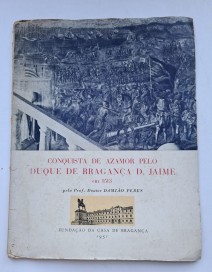 CONQUISTA DE AZAMOR PELO
DUQUE DE BRAGANÇA D. JAIME,
em 1513
pelo Prof. Doutor DAMIÃO PERES
FUNDAÇÃO DA CASA DE BRAGANÇA
1951